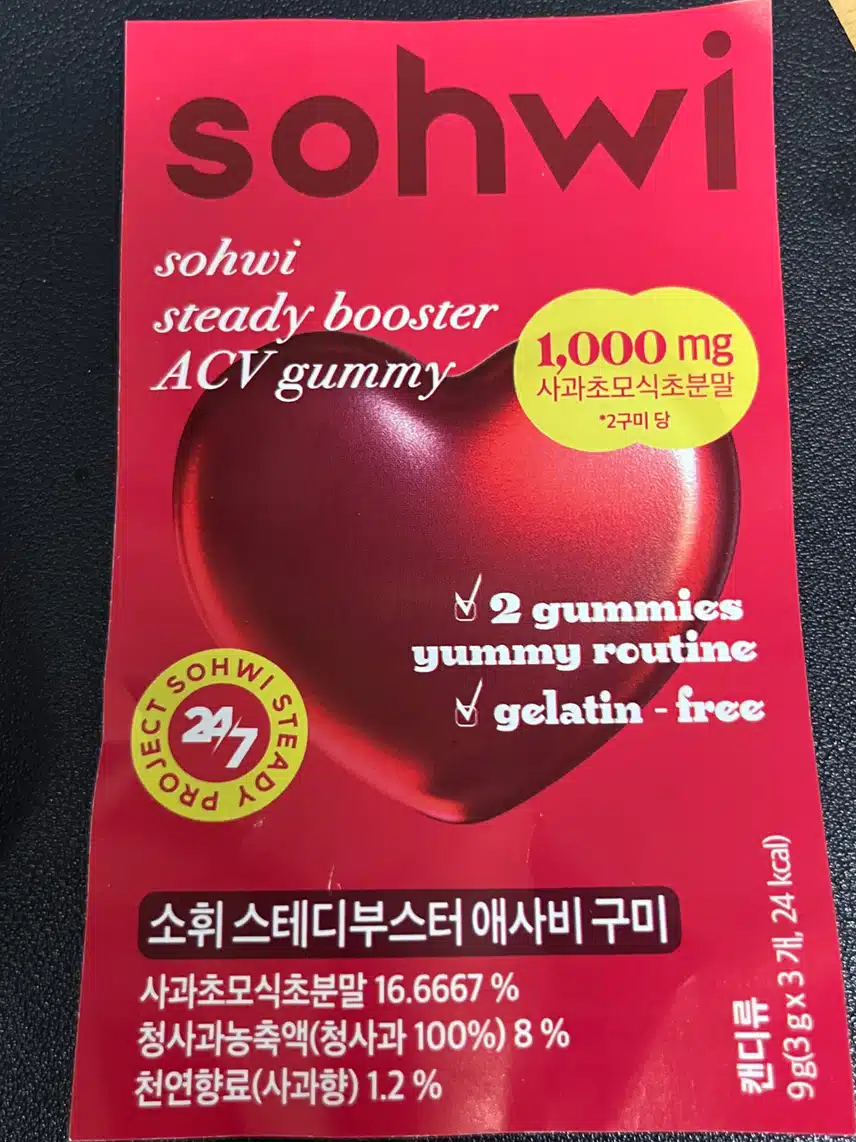 sohwi
sohwi
steady booster
ACV gummy
1,000 mg
사과초모식초분말
*2구미 당
2 gummies
yummy routine
gelatin - free
PROJECT SOHWI STEADY
24/7
소휘 스테디부스터 애사비 구미
사과초모식초분말 16.6667 %
청사과농축액(청사과 100%) 8 %
천연향료(사과향) 1.2 %
캔디류
9 g(3 g x 3 개, 24 kcal)